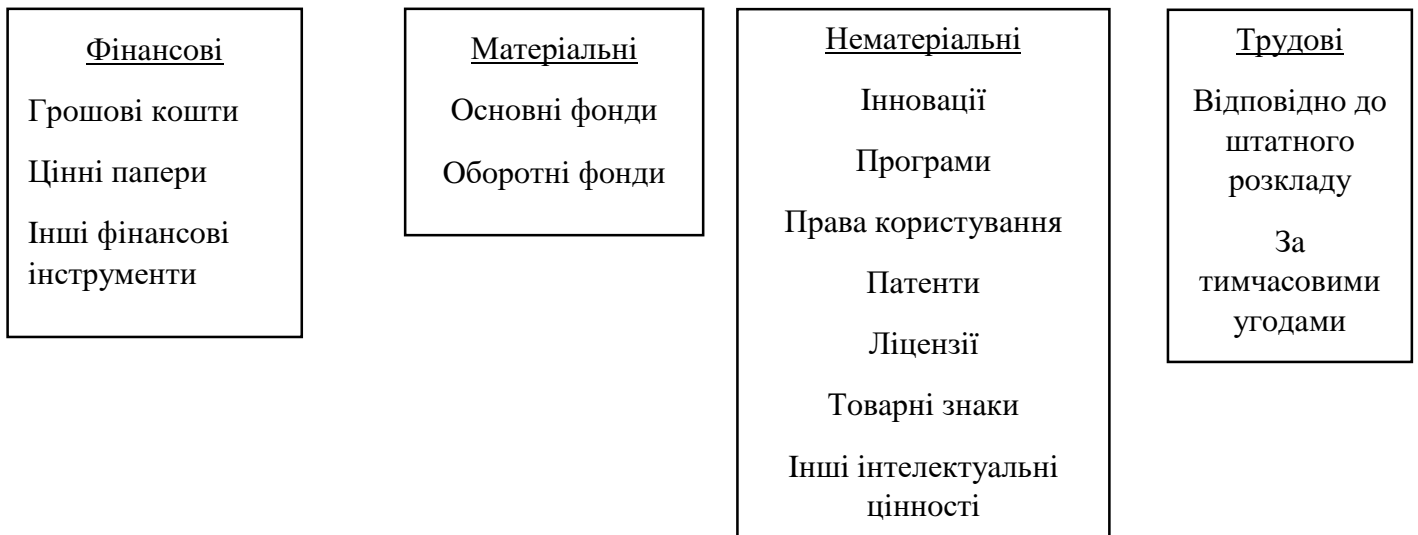 Фінансові
Грошові кошти
Цінні папери
Інші фінансові
інструменти
Матеріальні
Основні фонди
Оборотні фонди
Нематеріальні
Інновації
Програми
Права користування
Патенти
Ліцензії
Товарні знаки
Інші інтелектуальні
цінності
Трудові
Відповідно до
штатного
розкладу
За
тимчасовими
угодами